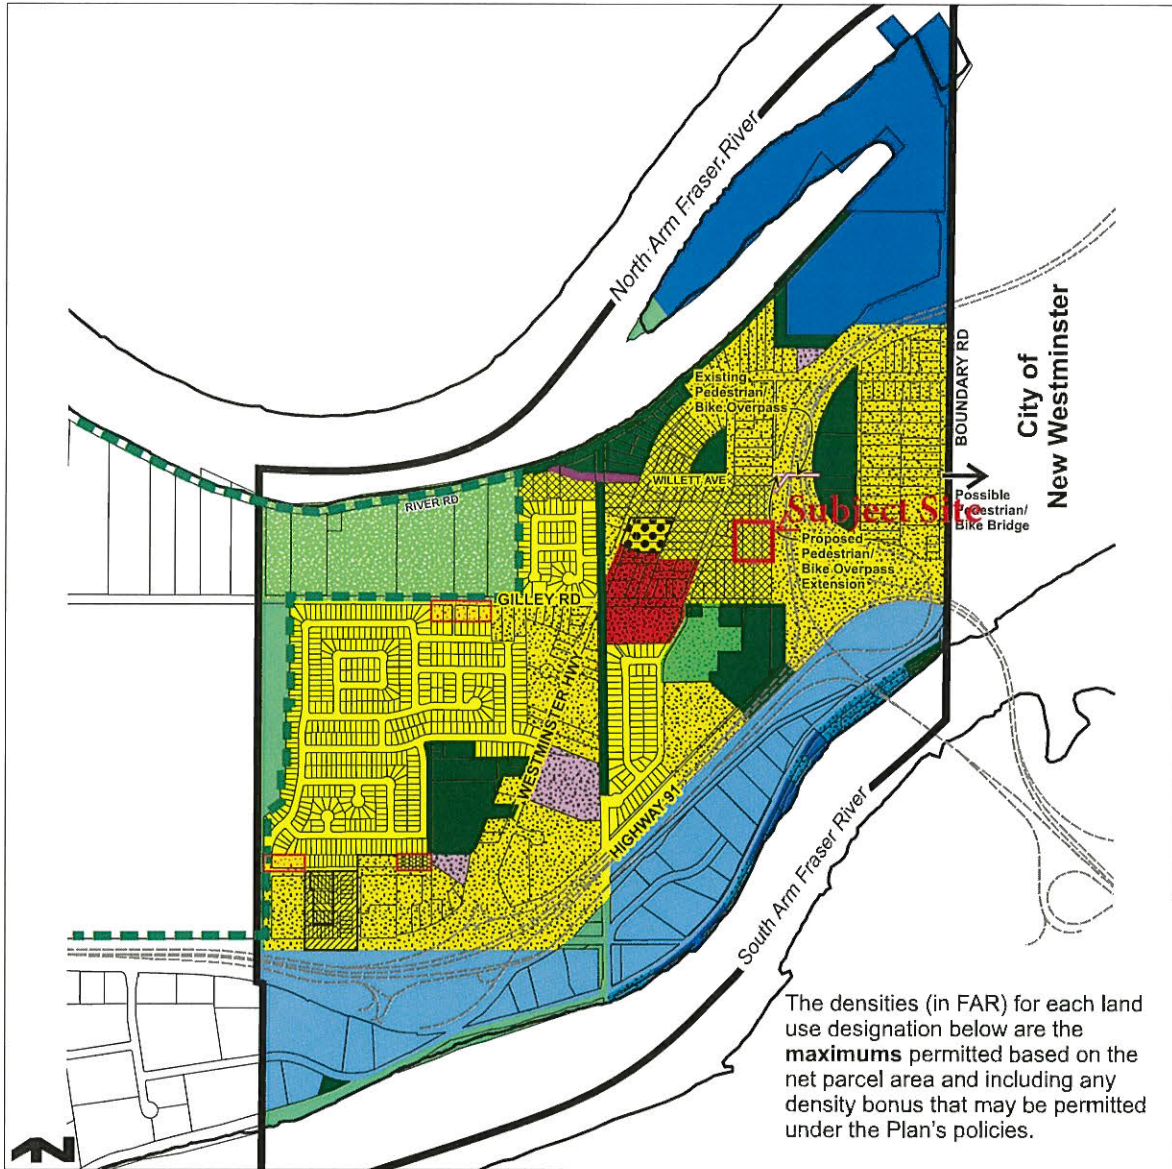 North Arm Fraser River
BOUNDARY RD
City of
New Westminster
Existing
Pedestrian/
Bike Overpass
WILLETT AVE
RIVER RD
Subject Site
Possible
Pedestrian/
Bike Bridge
Proposed
Pedestrian/
Bike Overpass
Extension
GILLEY RD
WESTMINSTER HWY
HIGHWAY 91
South Arm Fraser River
The densities (in FAR) for each land
use designation below are the
maximums permitted based on the
net parcel area and including any
density bonus that may be permitted
under the Plan's policies.